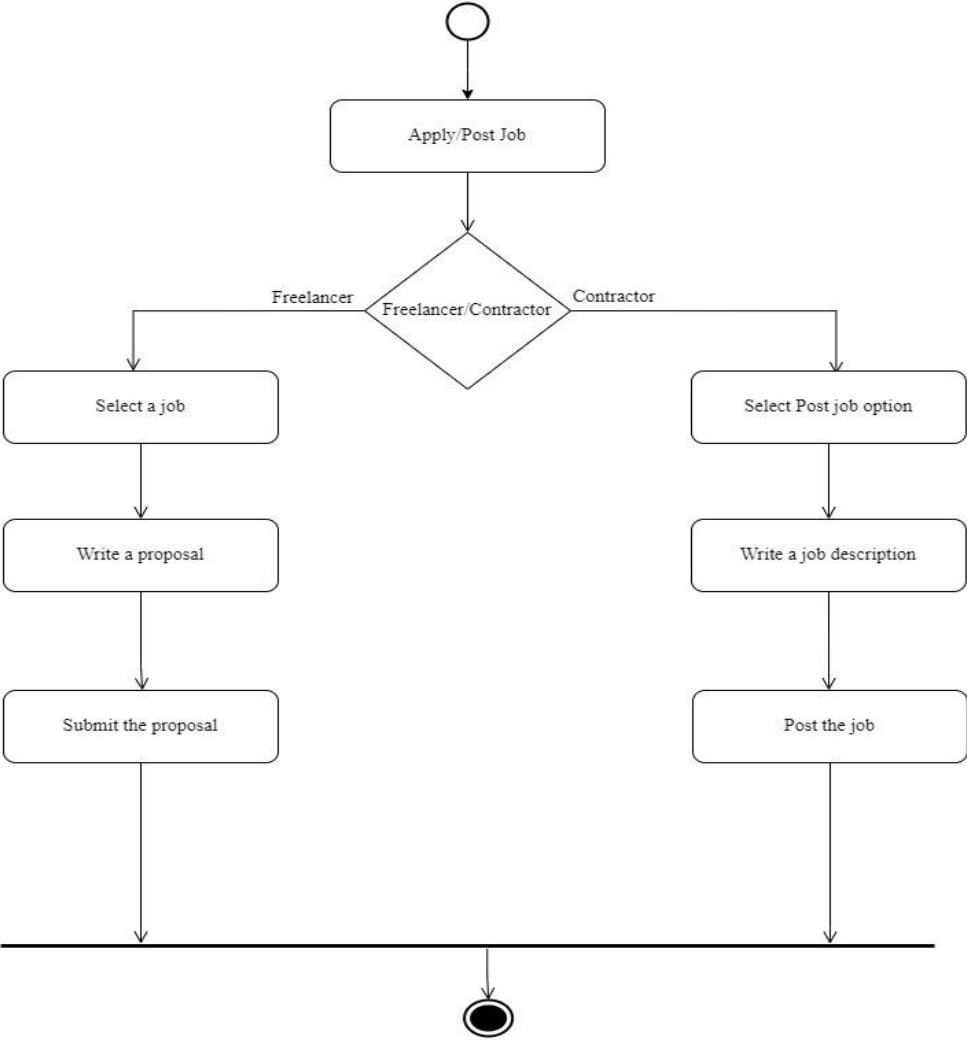 Apply/Post Job
Freelancer
Freelancer/Contractor
Contractor
Select a job
Select Post job option
Write a proposal
Write a job description
Submit the proposal
Post the job